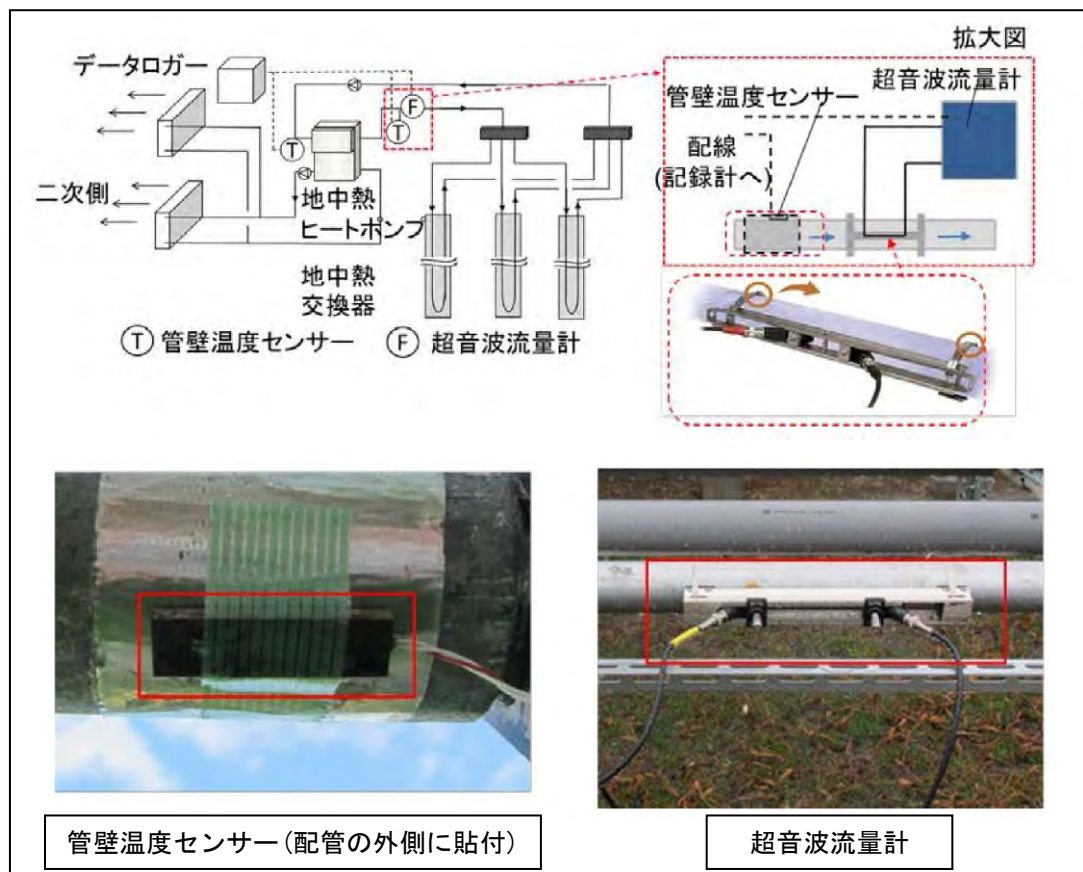 拡大図
データロガー
超音波流量計
管壁温度センサー
F
T
T
配線
(記録計へ)
二次側
地中熱
ヒートポンプ
地中熱
交換器
T 管壁温度センサー
F 超音波流量計
管壁温度センサー(配管の外側に貼付)
超音波流量計